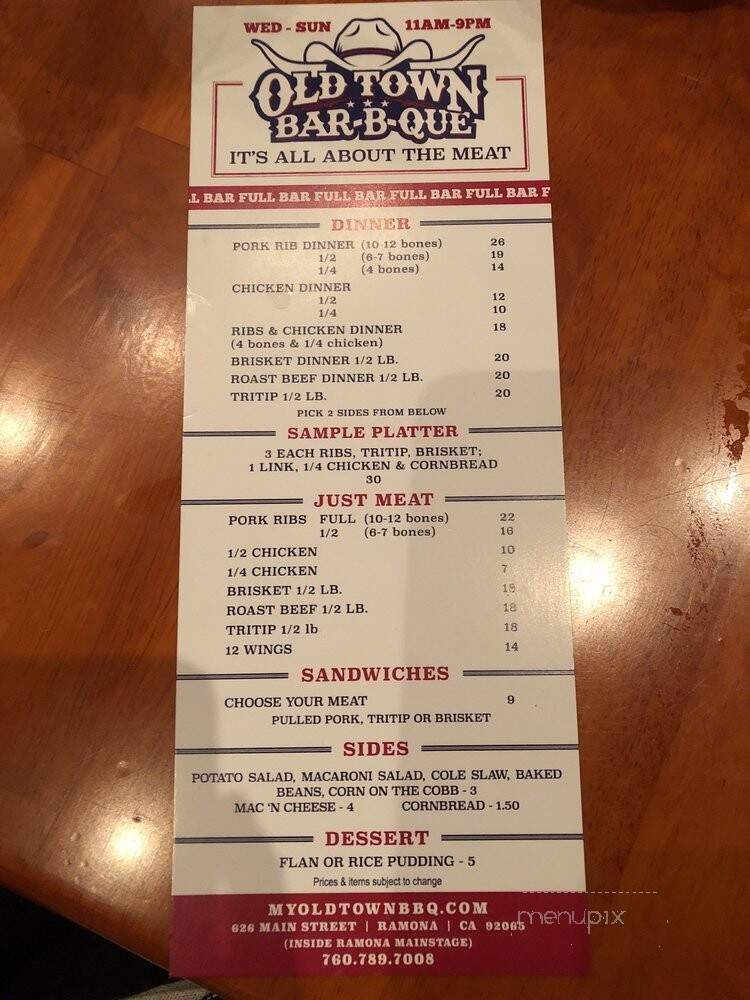 WED - SUN 11AM-9PM
OLD TOWN
BAR-B-QUE
IT'S ALL ABOUT THE MEAT
LL BAR FULL BAR FULL BAR FULL BAR FULL BAR F
DINNER
PORK RIB DINNER (10-12 bones) 26
1/2 (6-7 bones) 19
1/4 (4 bones) 14
CHICKEN DINNER
1/2 12
1/4 10
RIBS & CHICKEN DINNER 18
(4 bones & 1/4 chicken)
BRISKET DINNER 1/2 LB. 20
ROAST BEEF DINNER 1/2 LB. 20
TRITIP 1/2 LB. 20
PICK 2 SIDES FROM BELOW
SAMPLE PLATTER
3 EACH RIBS, TRITIP, BRISKET;
1 LINK, 1/4 CHICKEN & CORNBREAD
30
JUST MEAT
PORK RIBS FULL (10-12 bones) 22
1/2 (6-7 bones) 16
1/2 CHICKEN 10
1/4 CHICKEN 7
BRISKET 1/2 LB. 18
ROAST BEEF 1/2 LB. 18
TRITIP 1/2 lb 18
12 WINGS 14
SANDWICHES
CHOOSE YOUR MEAT 9
PULLED PORK, TRITIP OR BRISKET
SIDES
POTATO SALAD, MACARONI SALAD, COLE SLAW, BAKED
BEANS, CORN ON THE COBB - 3
MAC 'N CHEESE - 4 CORNBREAD - 1.50
DESSERT
FLAN OR RICE PUDDING - 5
Prices & items subject to change
MYOLDTOWNBBQ.COM
626 MAIN STREET | RAMONA | CA 92065
(INSIDE RAMONA MAINSTAGE)
760.789.7008
menupix